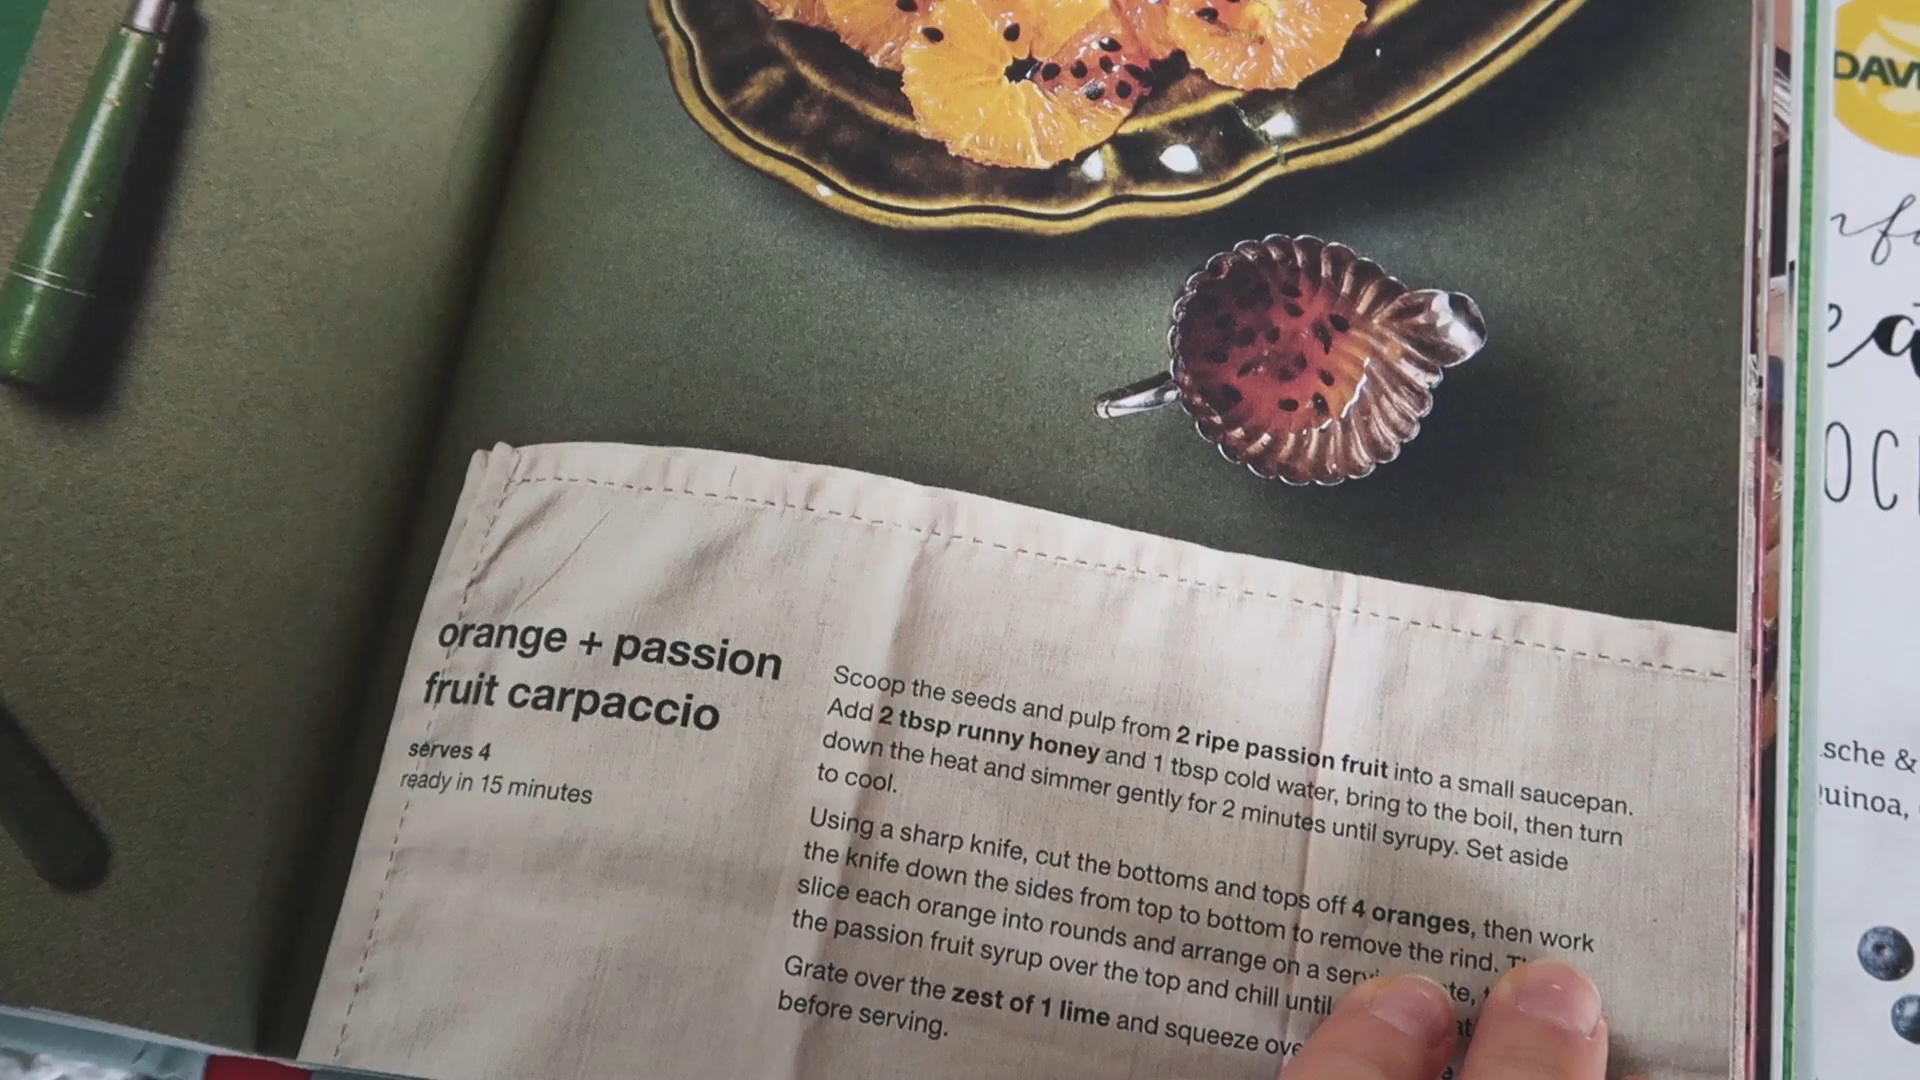 orange + passion
fruit carpaccio
serves 4
ready in 15 minutes
Scoop the seeds and pulp from 2 ripe passion fruit into a small saucepan.
Add 2 tbsp runny honey and 1 tbsp cold water, bring to the boil, then turn
down the heat and simmer gently for 2 minutes until syrupy. Set aside
to cool.
Using a sharp knife, cut the bottoms and tops off 4 oranges, then work
the knife down the sides from top to bottom to remove the rind.
slice each orange into rounds and arrange on a
the passion fruit syrup over the top and chill until
Grate over the zest of 1 lime and squeeze
before serving.
DAV
sche &
uinoa,